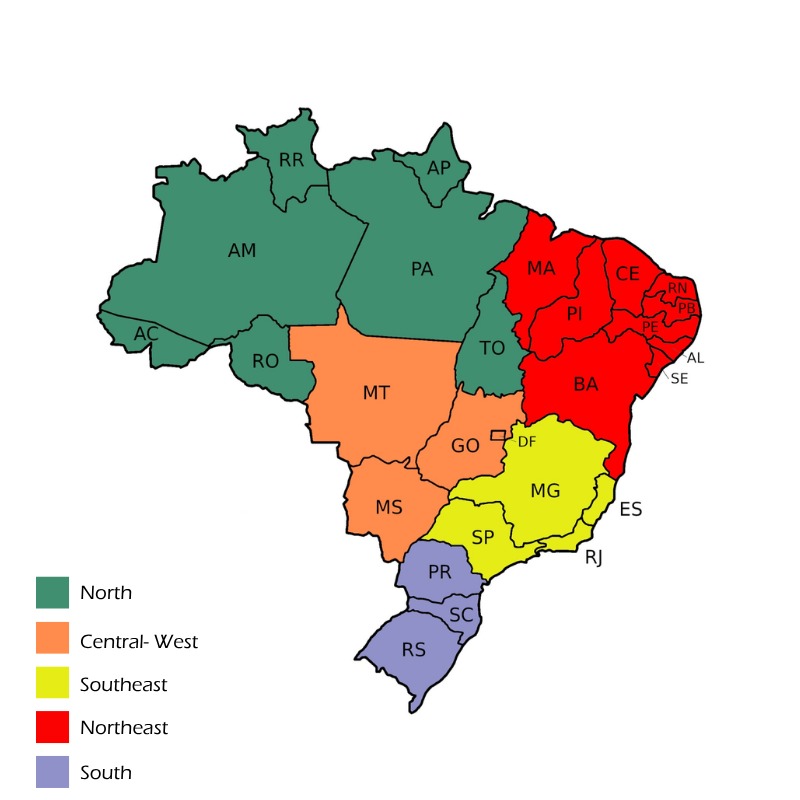 RR
AP
AM
PA
MA
CE
RN
PB
PI
PE
AC
TO
AL
RO
SE
BA
MT
GO
DF
MG
MS
ES
SP
RJ
PR
SC
RS
North
Central- West
Southeast
Northeast
South